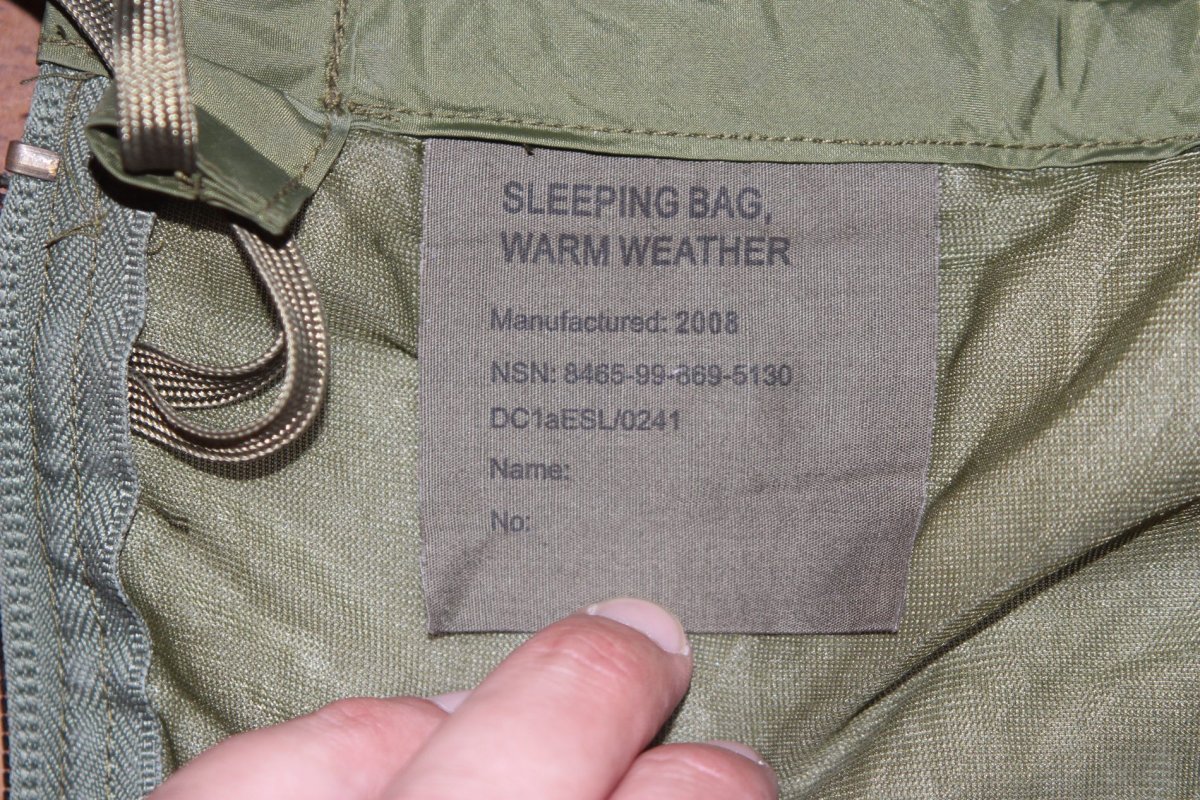 SLEEPING BAG,
WARM WEATHER
Manufactured: 2008
NSN: 8465-99-869-5130
DC1aESL/0241
Name:
No: